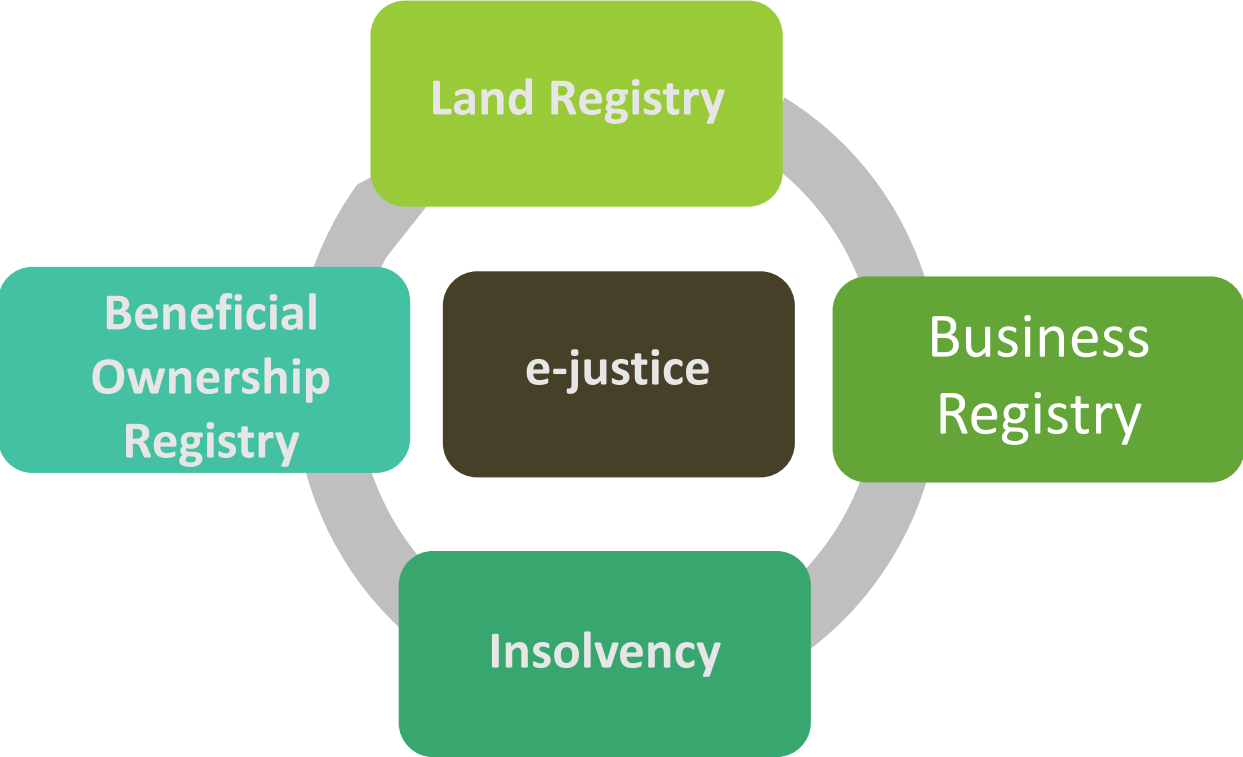 Land Registry
Beneficial
Ownership
Registry
e-justice
Business
Registry
Insolvency